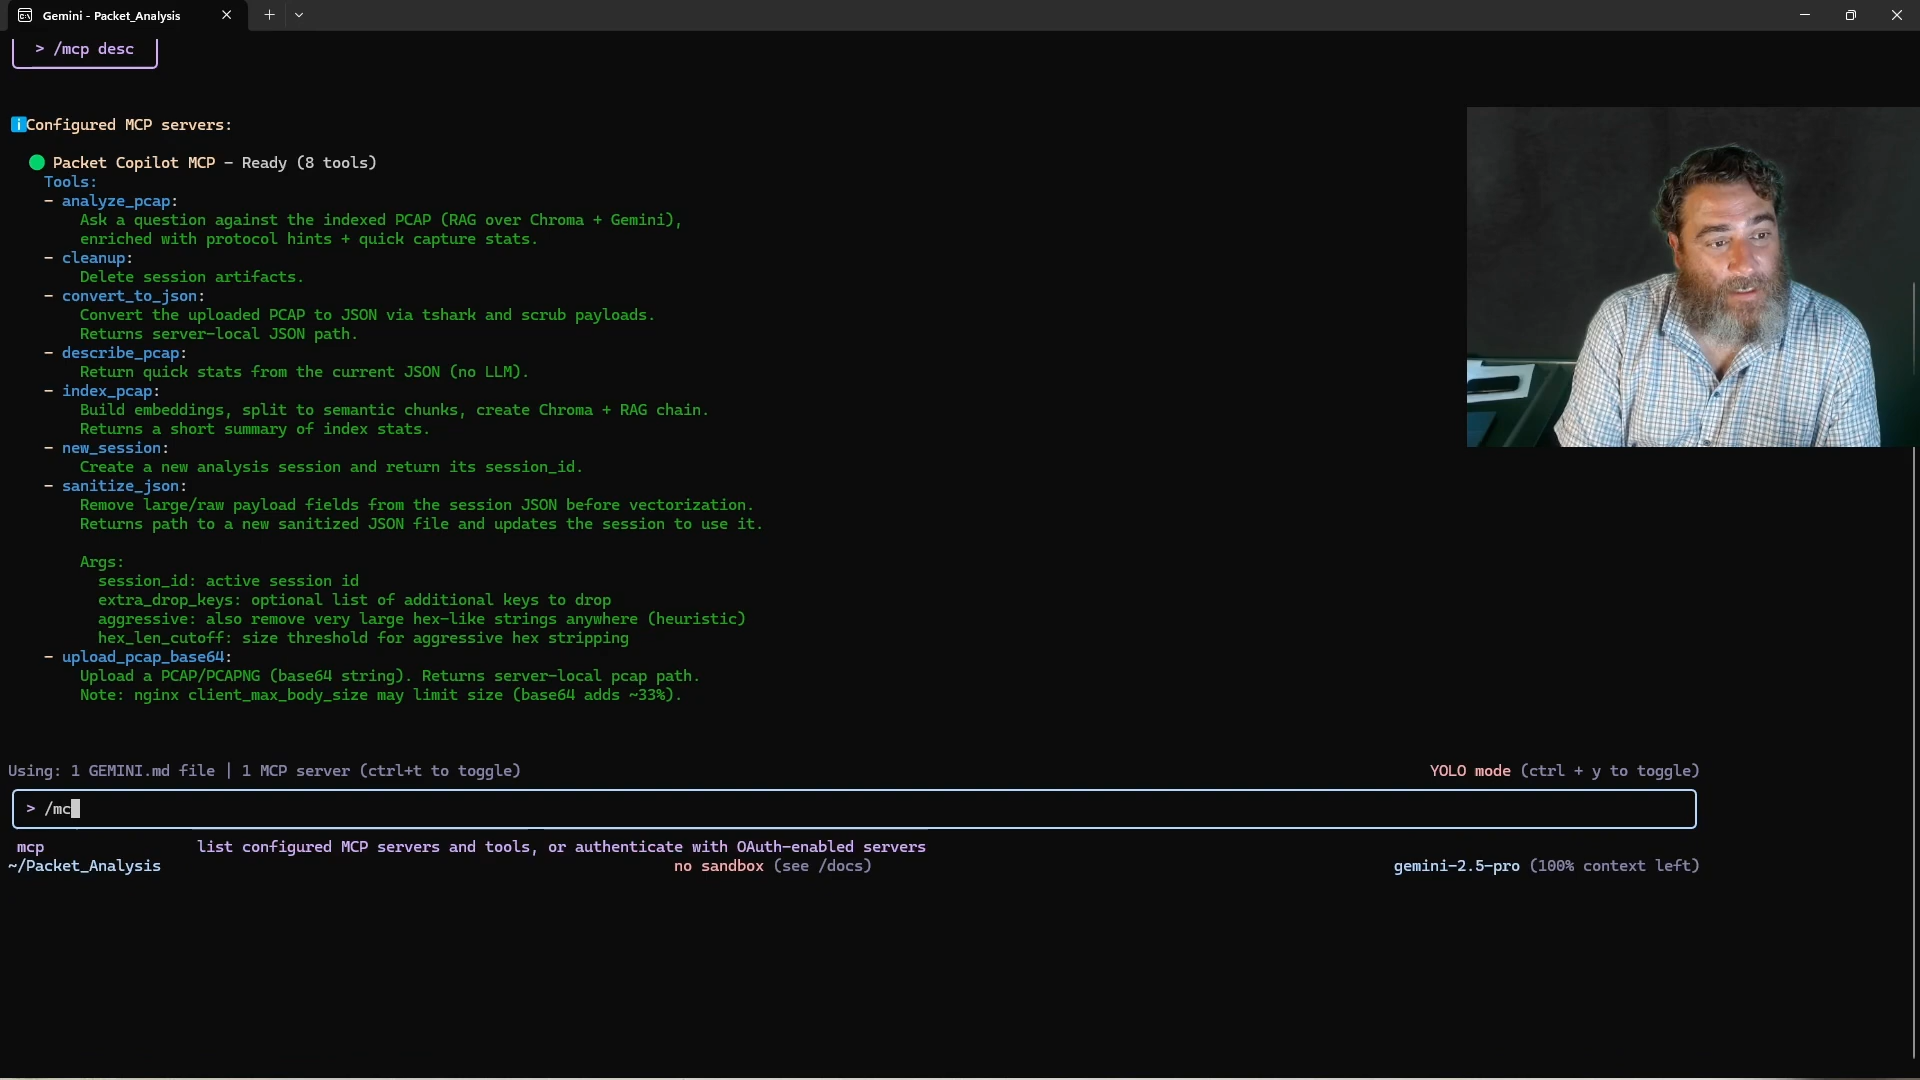 Gemini - Packet_Analysis
> /mcp desc
Configured MCP servers:
Packet Copilot MCP - Ready (8 tools)
Tools:
- analyze_pcap:
Ask a question against the indexed PCAP (RAG over Chroma + Gemini),
enriched with protocol hints + quick capture stats.
- cleanup:
Delete session artifacts.
- convert_to_json:
Convert the uploaded PCAP to JSON via tshark and scrub payloads.
Returns server-local JSON path.
- describe_pcap:
Return quick stats from the current JSON (no LLM).
- index_pcap:
Build embeddings, split to semantic chunks, create Chroma + RAG chain.
Returns a short summary of index stats.
- new_session:
Create a new analysis session and return its session_id.
- sanitize_json:
Remove large/raw payload fields from the session JSON before vectorization.
Returns path to a new sanitized JSON file and updates the session to use it.
Args:
session_id: active session id
extra_drop_keys: optional list of additional keys to drop
aggressive: also remove very large hex-like strings anywhere (heuristic)
hex_len_cutoff: size threshold for aggressive hex stripping
- upload_pcap_base64:
Upload a PCAP/PCAPNG (base64 string). Returns server-local pcap path.
Note: nginx client_max_body_size may limit size (base64 adds ~33%).
Using: 1 GEMINI.md file | 1 MCP server (ctrl+t to toggle) YOLO mode (ctrl + y to toggle)
> /mc
mcp list configured MCP servers and tools, or authenticate with OAuth-enabled servers
~/Packet_Analysis no sandbox (see /docs) gemini-2.5-pro (100% context left)